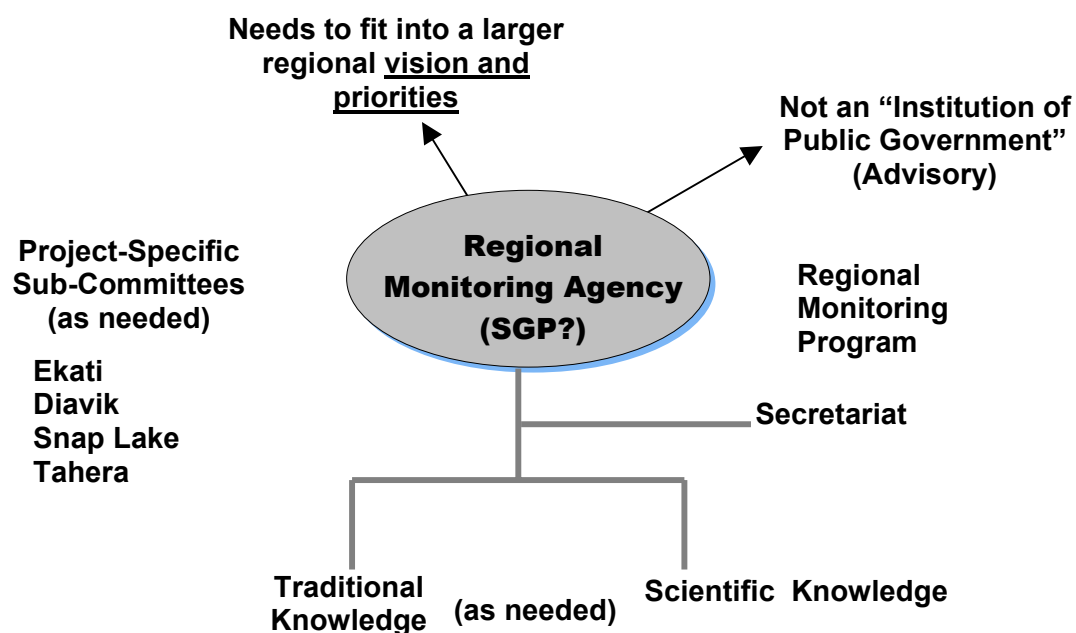 Needs to fit into a larger
regional vision and
priorities
Not an “Institution of
Public Government”
(Advisory)
Project-Specific
Sub-Committees
(as needed)
Ekati
Diavik
Snap Lake
Tahera
Regional
Monitoring Agency
(SGP?)
Regional
Monitoring
Program
Secretariat
Traditional
Knowledge
(as needed)
Scientific Knowledge